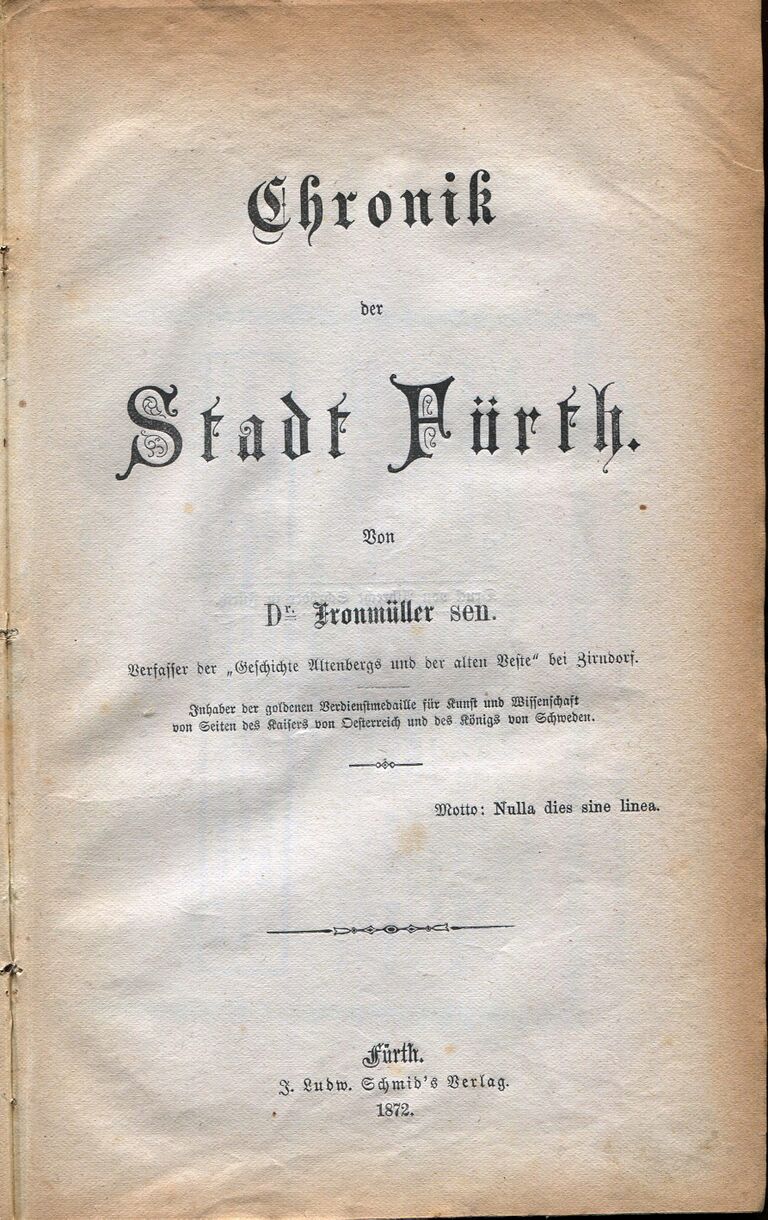 Chronik
der
Stadt Fürth.
Von
Dr. Fronmüller sen.
Verfasser der „Geschichte Altenbergs und der alten Veste“ bei Zirndorf.
Inhaber der goldenen Verdienstmedaille für Kunst und Wissenschaft
von Seiten des Kaisers von Oesterreich und des Königs von Schweden.
Motto: Nulla dies sine linea.
Fürth.
J. Ludw. Schmid's Verlag.
1872.